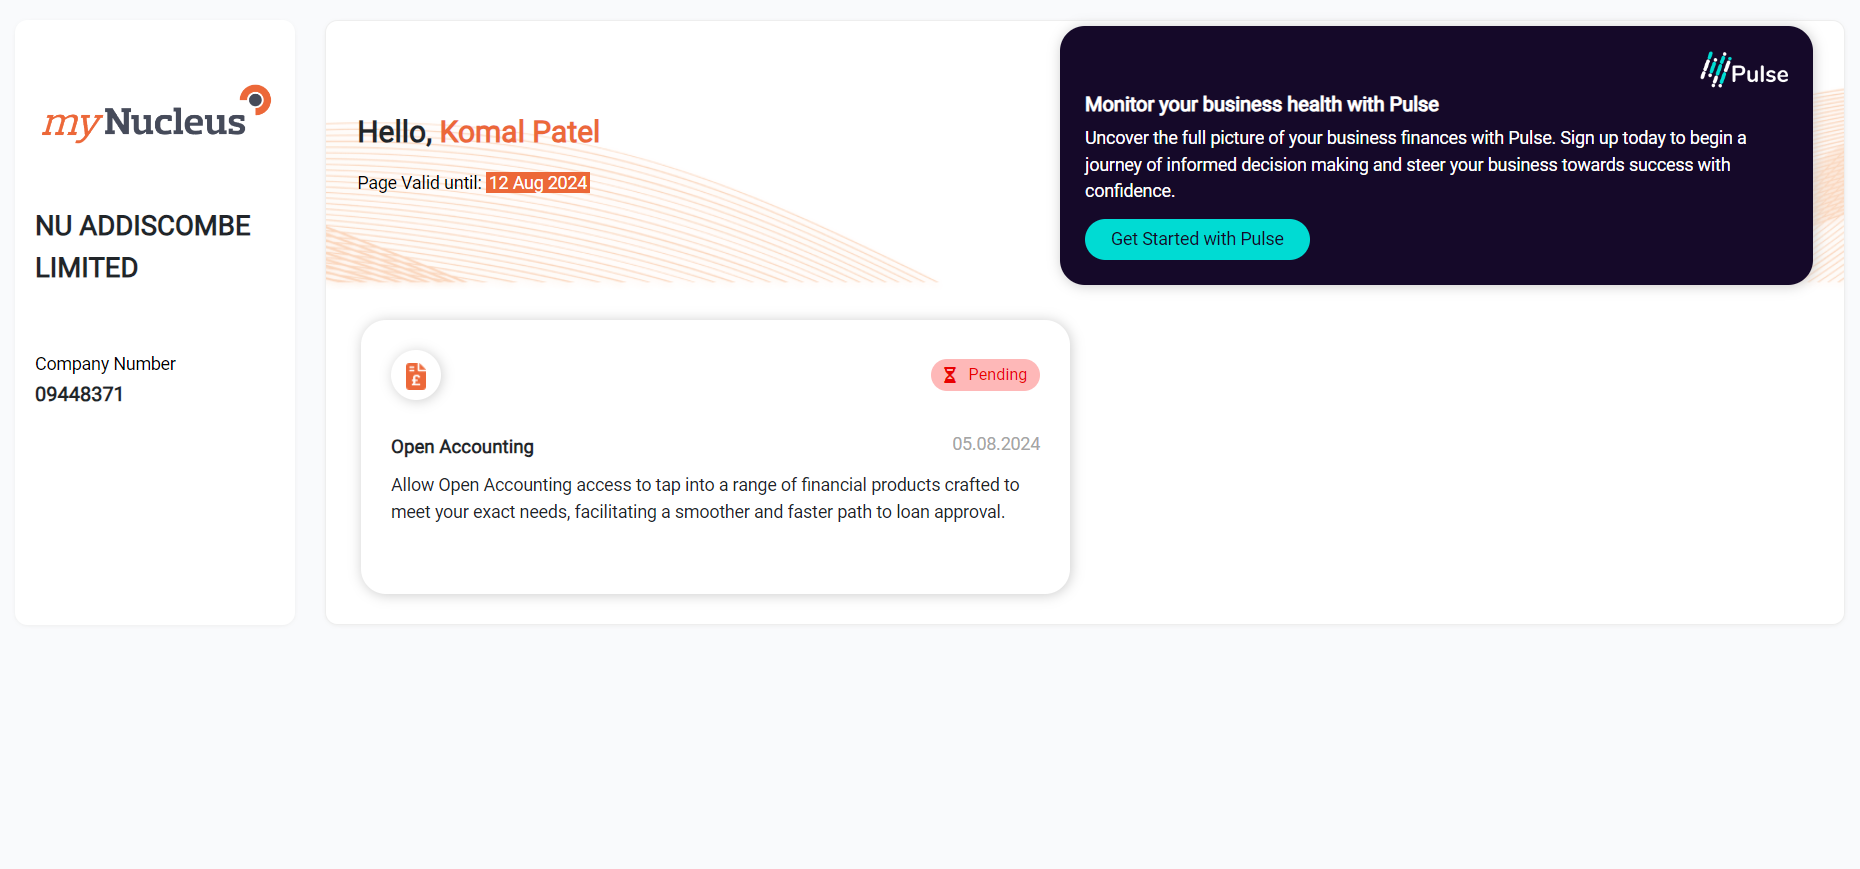 myNucleus
NU ADDISCOMBE
LIMITED
Company Number
09448371
Hello, Komal Patel
Page Valid until: 12 Aug 2024
Pulse
Monitor your business health with Pulse
Uncover the full picture of your business finances with Pulse. Sign up today to begin a
journey of informed decision making and steer your business towards success with
confidence.
Get Started with Pulse
£
Pending
Open Accounting
05.08.2024
Allow Open Accounting access to tap into a range of financial products crafted to
meet your exact needs, facilitating a smoother and faster path to loan approval.